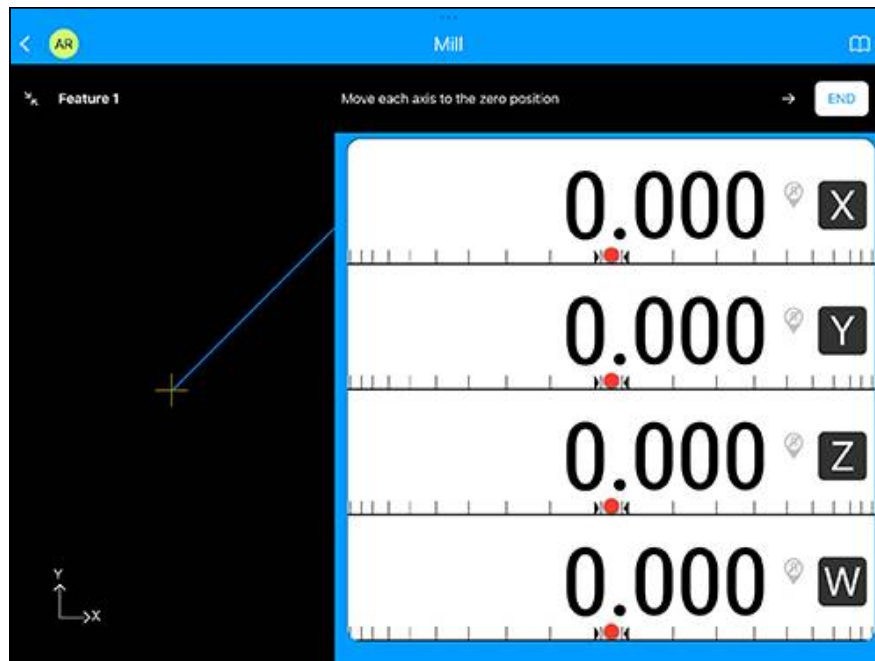 AR
Mill
Feature 1
Move each axis to the zero position
END
0.000 X
0.000 Y
0.000 Z
0.000 W
Y
X